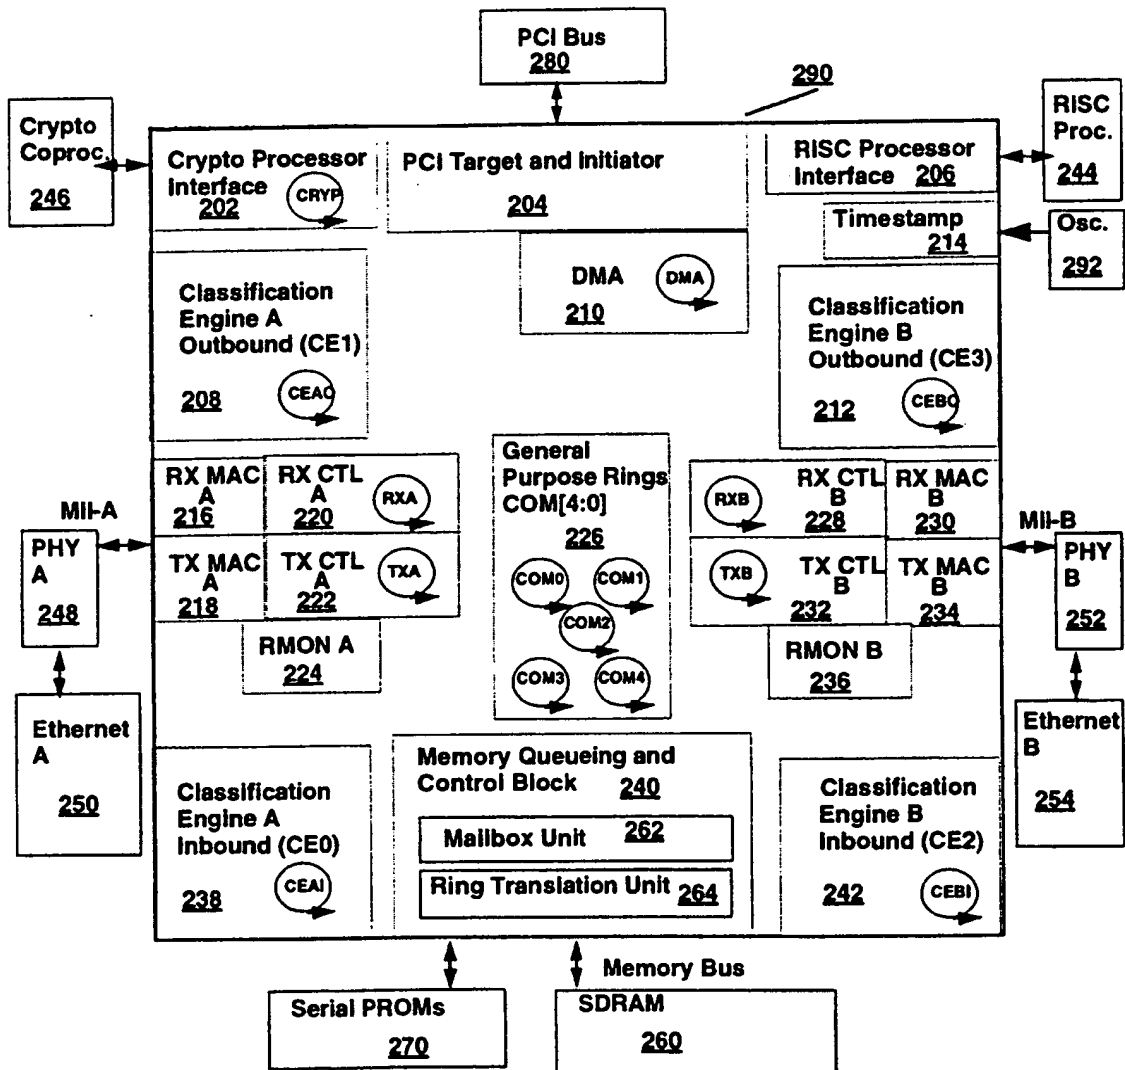 PCI Bus
280
290
Crypto
Coproc.
246
RISC
Proc.
244
Crypto Processor
Interface
202
CRYP
PCI Target and Initiator
204
RISC Processor
Interface 206
Timestamp
214
Osc.
292
DMA
210
DMA
Classification
Engine A
Outbound (CE1)
208
CEAO
Classification
Engine B
Outbound (CE3)
212
CEBO
General
Purpose Rings
COM[4:0]
226
COM0
COM1
COM2
COM3
COM4
RX MAC
A
216
RX CTL
A
220
RXA
RXB
RX CTL
B
228
RX MAC
B
230
MII-A
MII-B
PHY
A
248
TX MAC
A
218
TX CTL
A
222
TXA
TXB
TX CTL
B
232
TX MAC
B
234
PHY
B
252
RMON A
224
RMON B
236
Ethernet
A
250
Ethernet
B
254
Classification
Engine A
Inbound (CE0)
238
CEAI
Memory Queueing and
Control Block 240
Mailbox Unit 262
Ring Translation Unit 264
Classification
Engine B
Inbound (CE2)
242
CEBI
Memory Bus
Serial PROMs
270
SDRAM
260